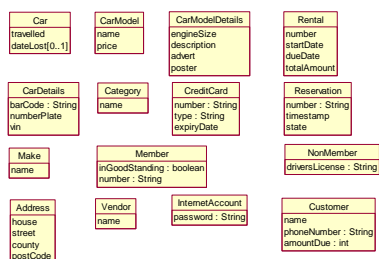 Car
travelled
dateLost[0..1]
CarModel
name
price
CarModelDetails
engineSize
description
advert
poster
Rental
number
startDate
dueDate
totalAmount
CarDetails
barCode : String
numberPlate
vin
Category
name
CreditCard
number : String
type : String
expiryDate
Reservation
number : String
timestamp
state
Make
name
Member
inGoodStanding : boolean
number : String
NonMember
driversLicense : String
Address
house
street
county
postCode
Vendor
name
InternetAccount
password : String
Customer
name
phoneNumber : String
amountDue : int